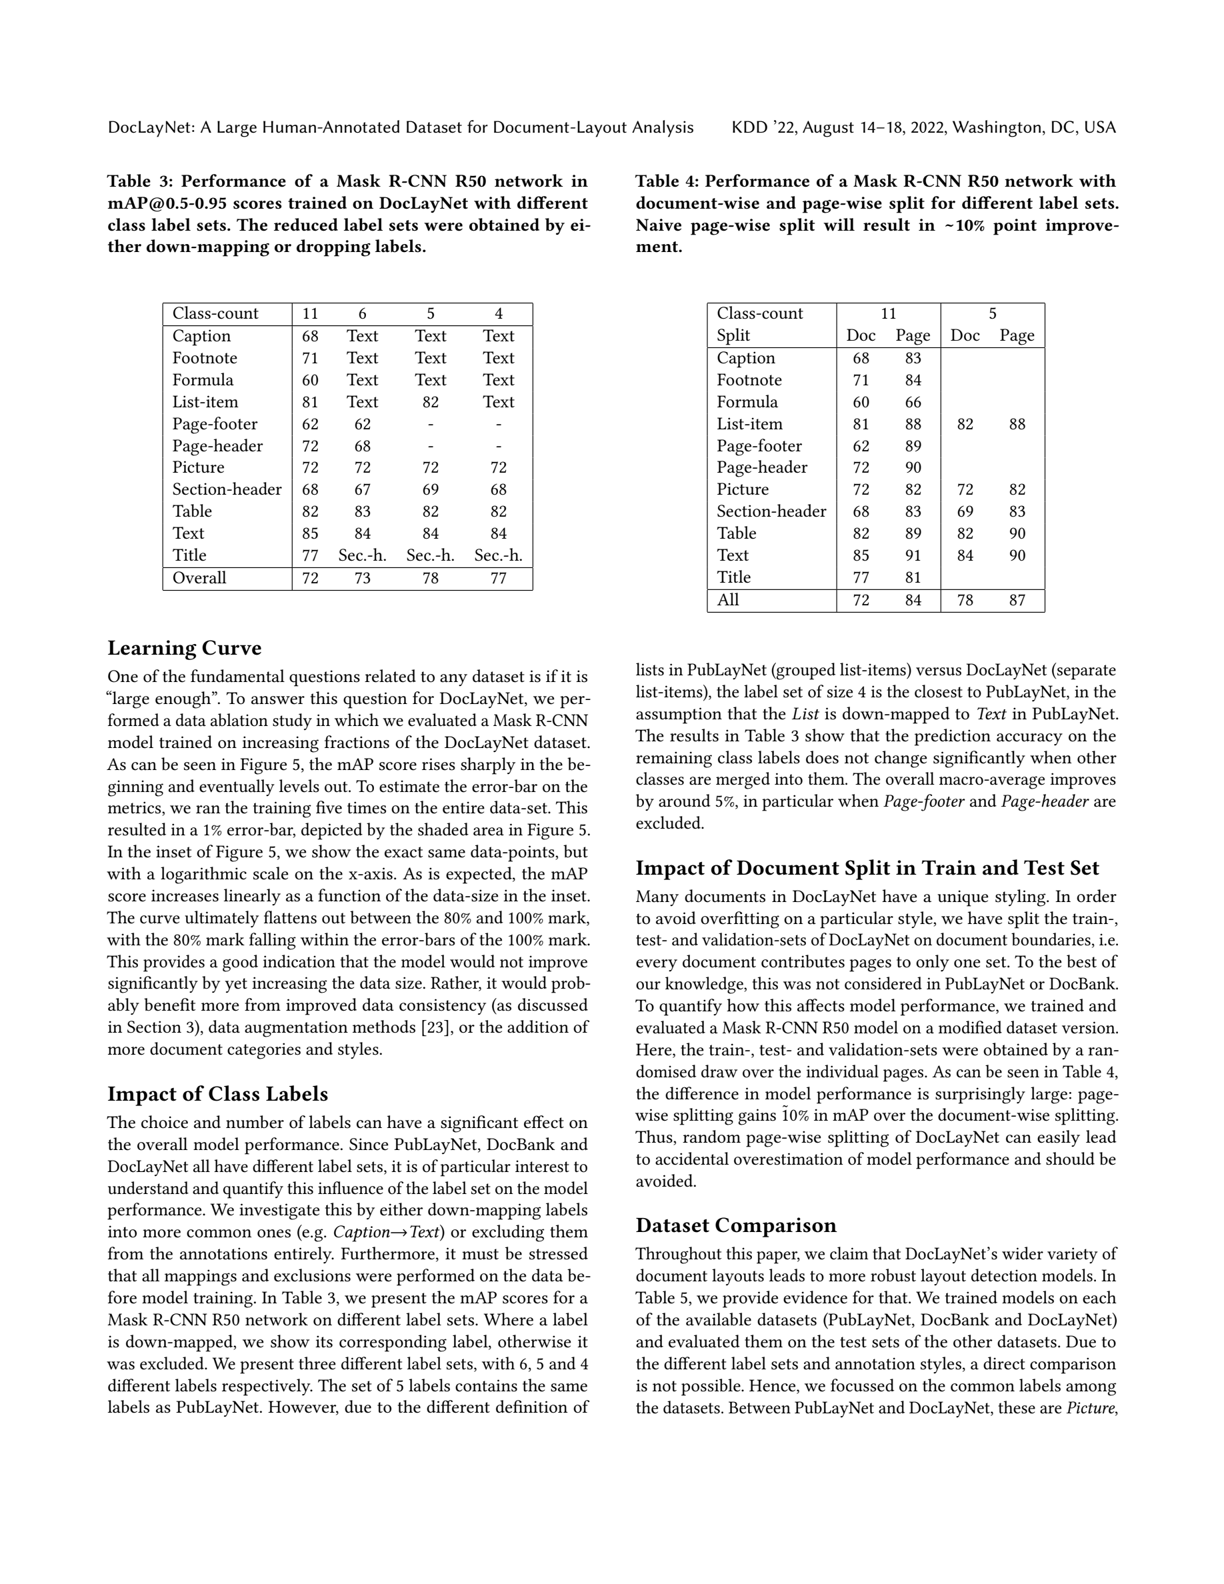 DocLayNet: A Large Human-Annotated Dataset for Document-Layout Analysis KDD ’22, August 14–18, 2022, Washington, DC, USA
Table 3: Performance of a Mask R-CNN R50 network in
mAP@0.5-0.95 scores trained on DocLayNet with different
class label sets. The reduced label sets were obtained by ei-
ther down-mapping or dropping labels.
Class-count 11 6 5 4
Caption 68 Text Text Text
Footnote 71 Text Text Text
Formula 60 Text Text Text
List-item 81 Text 82 Text
Page-footer 62 62 - -
Page-header 72 68 - -
Picture 72 72 72 72
Section-header 68 67 69 68
Table 82 83 82 82
Text 85 84 84 84
Title 77 Sec.-h. Sec.-h. Sec.-h.
Overall 72 73 78 77
Learning Curve
One of the fundamental questions related to any dataset is if it is
“large enough”. To answer this question for DocLayNet, we per-
formed a data ablation study in which we evaluated a Mask R-CNN
model trained on increasing fractions of the DocLayNet dataset.
As can be seen in Figure 5, the mAP score rises sharply in the be-
ginning and eventually levels out. To estimate the error-bar on the
metrics, we ran the training five times on the entire data-set. This
resulted in a 1% error-bar, depicted by the shaded area in Figure 5.
In the inset of Figure 5, we show the exact same data-points, but
with a logarithmic scale on the x-axis. As is expected, the mAP
score increases linearly as a function of the data-size in the inset.
The curve ultimately flattens out between the 80% and 100% mark,
with the 80% mark falling within the error-bars of the 100% mark.
This provides a good indication that the model would not improve
significantly by yet increasing the data size. Rather, it would prob-
ably benefit more from improved data consistency (as discussed
in Section 3), data augmentation methods [23], or the addition of
more document categories and styles.
Impact of Class Labels
The choice and number of labels can have a significant effect on
the overall model performance. Since PubLayNet, DocBank and
DocLayNet all have different label sets, it is of particular interest to
understand and quantify this influence of the label set on the model
performance. We investigate this by either down-mapping labels
into more common ones (e.g. Caption→Text) or excluding them
from the annotations entirely. Furthermore, it must be stressed
that all mappings and exclusions were performed on the data be-
fore model training. In Table 3, we present the mAP scores for a
Mask R-CNN R50 network on different label sets. Where a label
is down-mapped, we show its corresponding label, otherwise it
was excluded. We present three different label sets, with 6, 5 and 4
different labels respectively. The set of 5 labels contains the same
labels as PubLayNet. However, due to the different definition of
Table 4: Performance of a Mask R-CNN R50 network with
document-wise and page-wise split for different label sets.
Naive page-wise split will result in ~10% point improve-
ment.
Class-count 11 5
Split Doc Page Doc Page
Caption 68 83
Footnote 71 84
Formula 60 66
List-item 81 88 82 88
Page-footer 62 89
Page-header 72 90
Picture 72 82 72 82
Section-header 68 83 69 83
Table 82 89 82 90
Text 85 91 84 90
Title 77 81
All 72 84 78 87
lists in PubLayNet (grouped list-items) versus DocLayNet (separate
list-items), the label set of size 4 is the closest to PubLayNet, in the
assumption that the List is down-mapped to Text in PubLayNet.
The results in Table 3 show that the prediction accuracy on the
remaining class labels does not change significantly when other
classes are merged into them. The overall macro-average improves
by around 5%, in particular when Page-footer and Page-header are
excluded.
Impact of Document Split in Train and Test Set
Many documents in DocLayNet have a unique styling. In order
to avoid overfitting on a particular style, we have split the train-,
test- and validation-sets of DocLayNet on document boundaries, i.e.
every document contributes pages to only one set. To the best of
our knowledge, this was not considered in PubLayNet or DocBank.
To quantify how this affects model performance, we trained and
evaluated a Mask R-CNN R50 model on a modified dataset version.
Here, the train-, test- and validation-sets were obtained by a ran-
domised draw over the individual pages. As can be seen in Table 4,
the difference in model performance is surprisingly large: page-
wise splitting gains 1̃0% in mAP over the document-wise splitting.
Thus, random page-wise splitting of DocLayNet can easily lead
to accidental overestimation of model performance and should be
avoided.
Dataset Comparison
Throughout this paper, we claim that DocLayNet’s wider variety of
document layouts leads to more robust layout detection models. In
Table 5, we provide evidence for that. We trained models on each
of the available datasets (PubLayNet, DocBank and DocLayNet)
and evaluated them on the test sets of the other datasets. Due to
the different label sets and annotation styles, a direct comparison
is not possible. Hence, we focussed on the common labels among
the datasets. Between PubLayNet and DocLayNet, these are Picture,